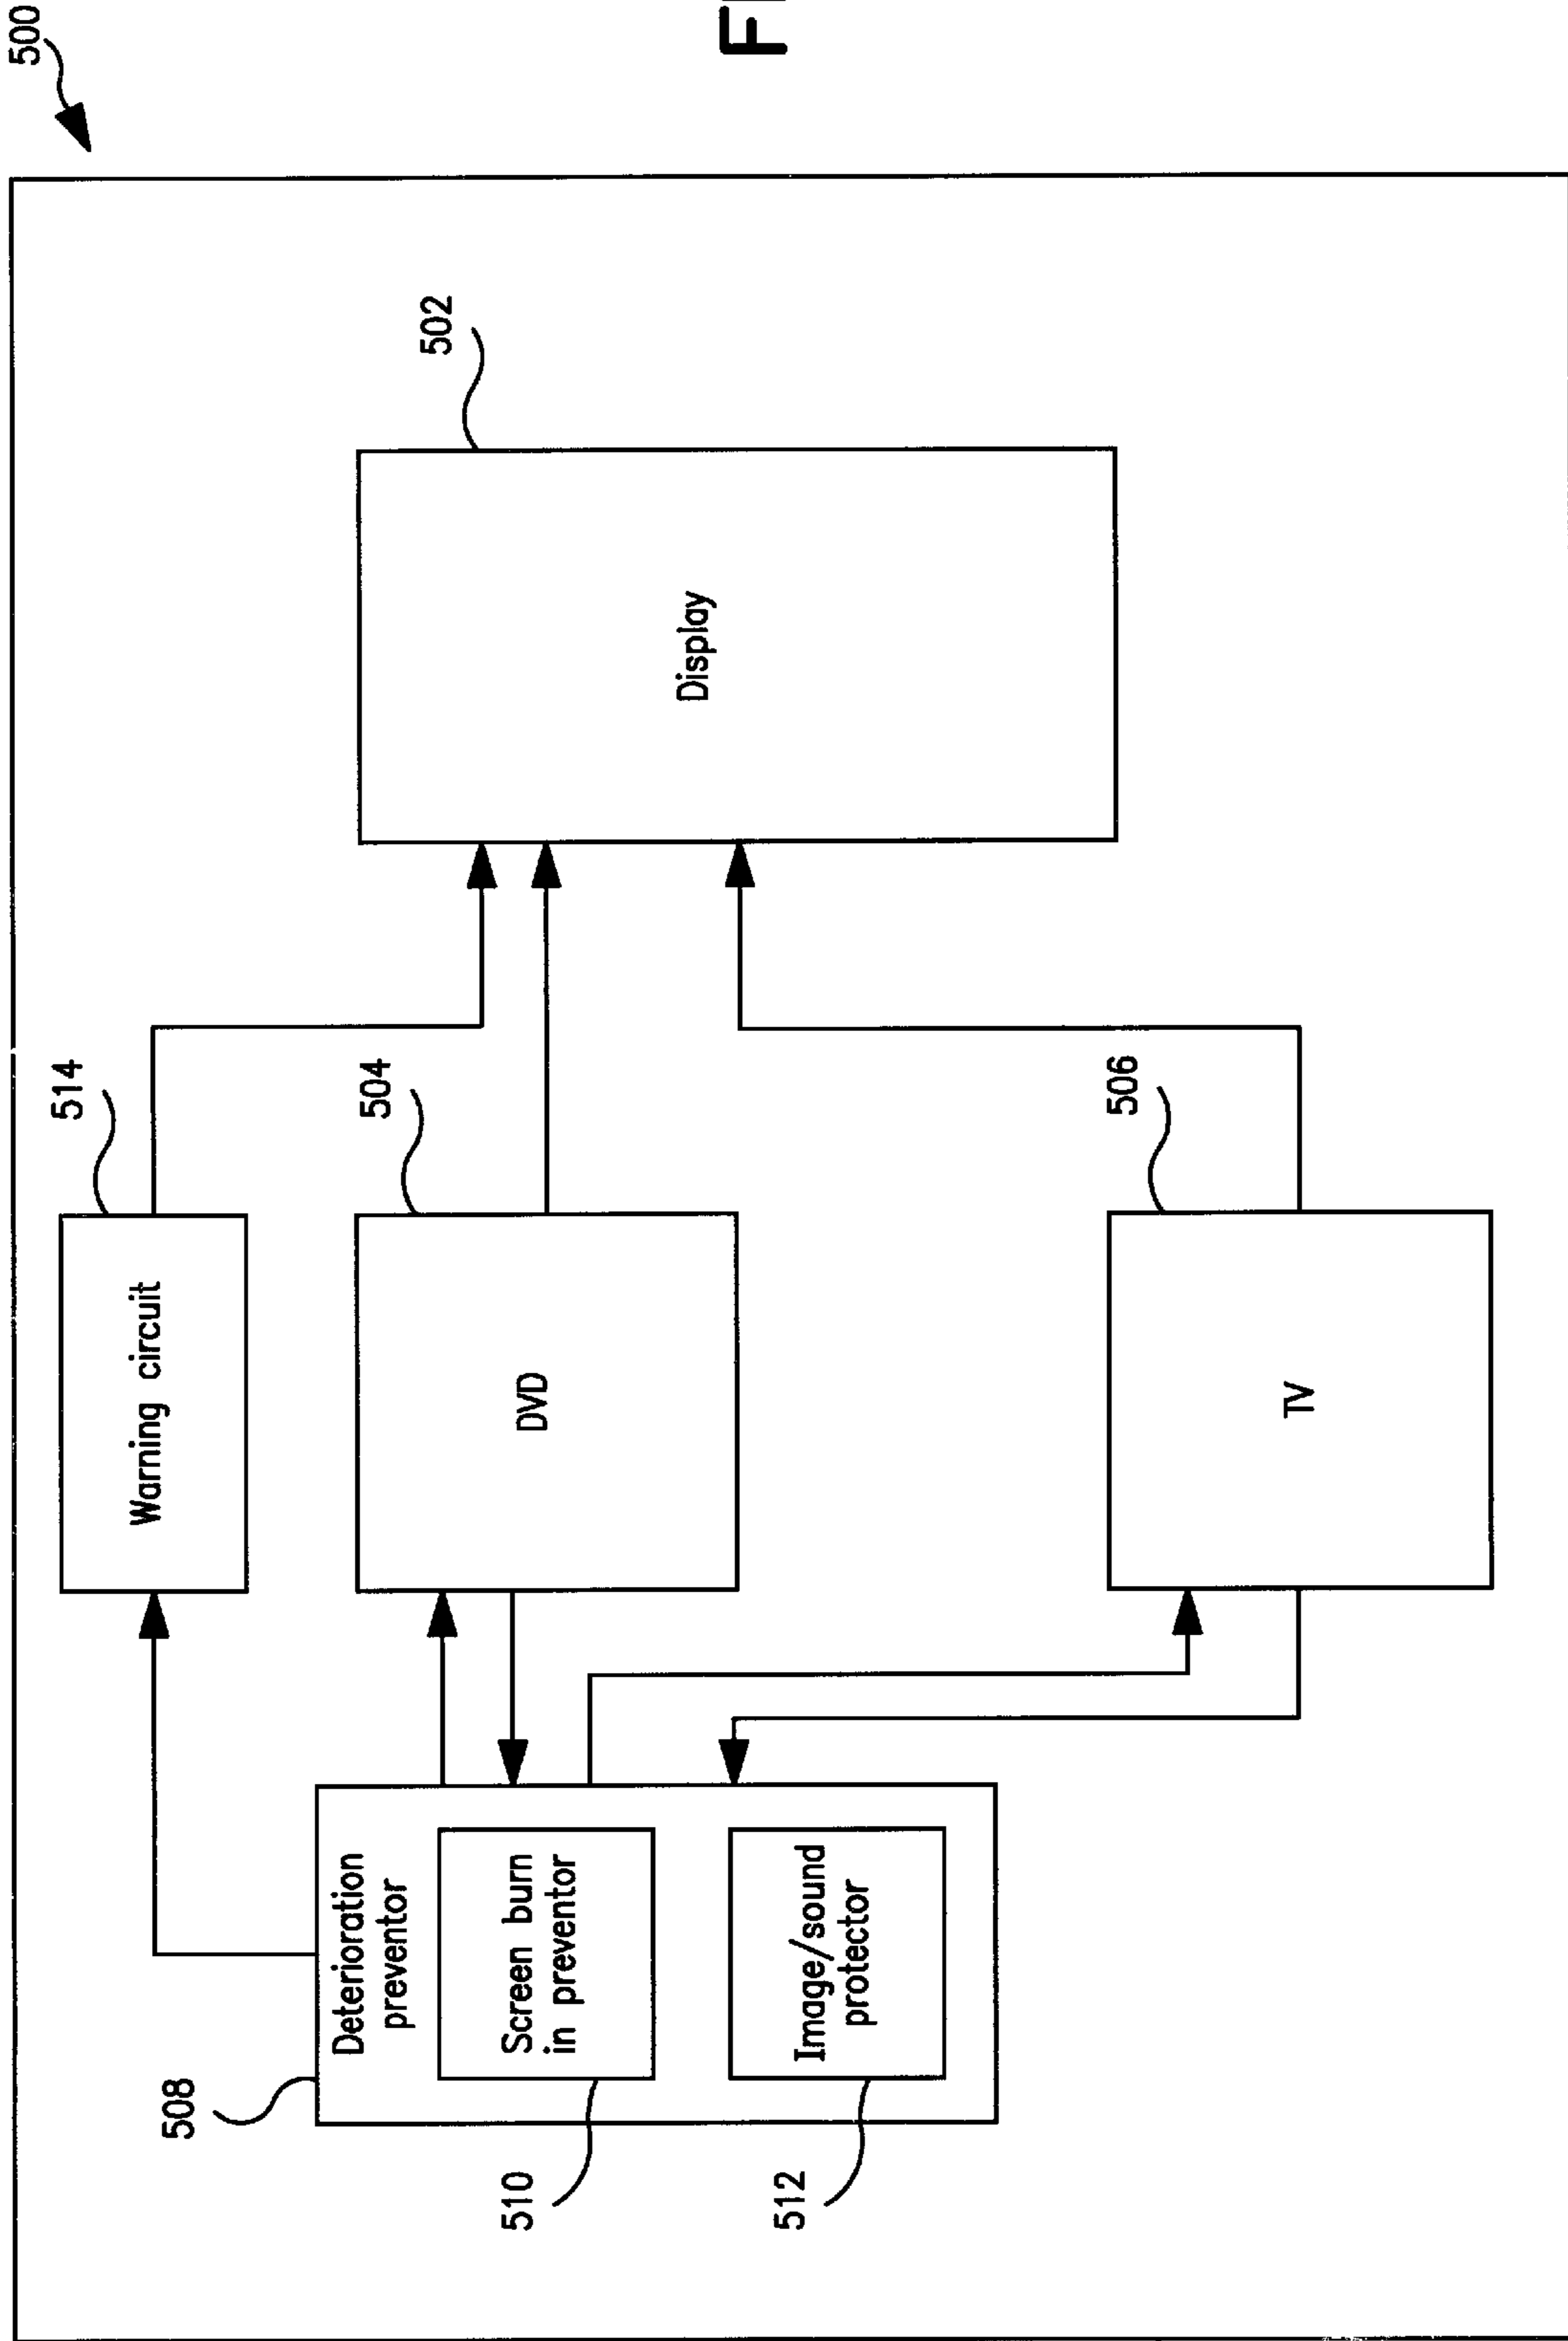 500
514
Warning circuit
502
504
DVD
Display
508
Deterioration
preventor
510
Screen burn
in preventor
512
Image/sound
protector
506
TV